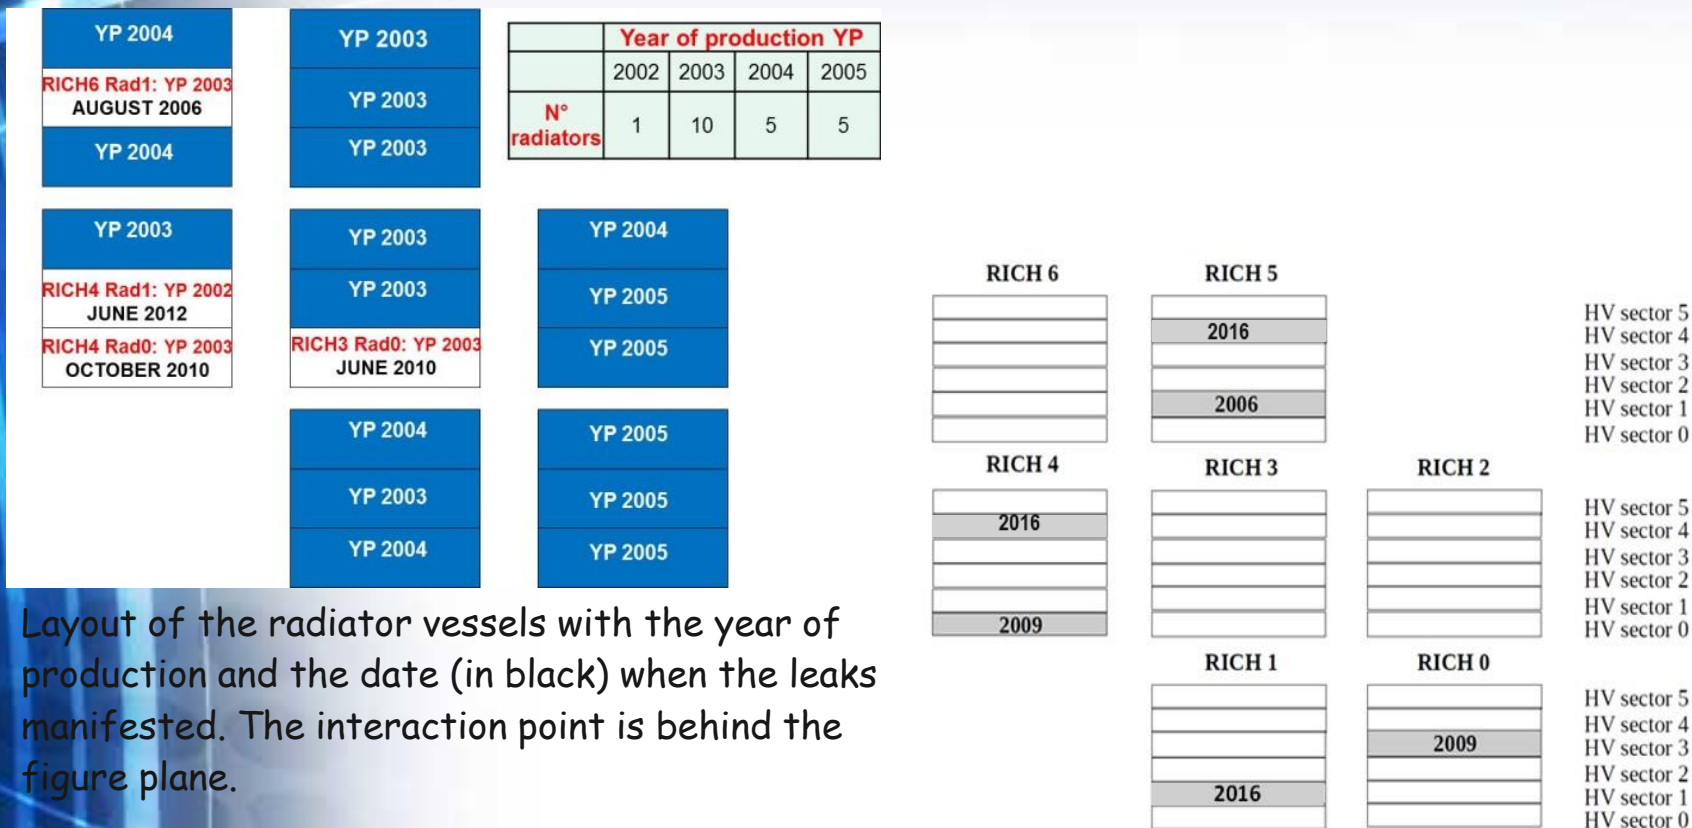 YP 2004
RICH6 Rad1: YP 2003
AUGUST 2006
YP 2004
YP 2003
YP 2003
YP 2003
Year of production YP
2002 2003 2004 2005
N° radiators 1 10 5 5
YP 2003
RICH4 Rad1: YP 2002
JUNE 2012
RICH4 Rad0: YP 2003
OCTOBER 2010
YP 2003
YP 2003
RICH3 Rad0: YP 2003
JUNE 2010
YP 2004
YP 2005
YP 2005
YP 2004
YP 2003
YP 2004
YP 2005
YP 2005
YP 2005
Layout of the radiator vessels with the year of
production and the date (in black) when the leaks
manifested. The interaction point is behind the
figure plane.
RICH 6 RICH 5
2016
2006
HV sector 5
HV sector 4
HV sector 3
HV sector 2
HV sector 1
HV sector 0
RICH 4 RICH 3 RICH 2
2016
2009
HV sector 5
HV sector 4
HV sector 3
HV sector 2
HV sector 1
HV sector 0
RICH 1 RICH 0
2009
2016
HV sector 5
HV sector 4
HV sector 3
HV sector 2
HV sector 1
HV sector 0